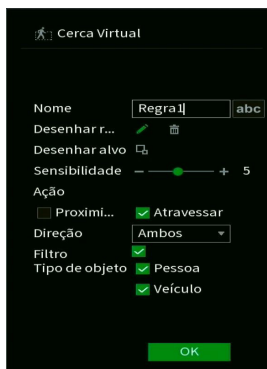 Cerca Virtual
Nome Regra1 abc
Desenhar r...
Desenhar alvo
Sensibilidade - + 5
Ação
Proximi... Atravessar
Direção Ambos
Filtro
Tipo de objeto Pessoa
Veículo
OK